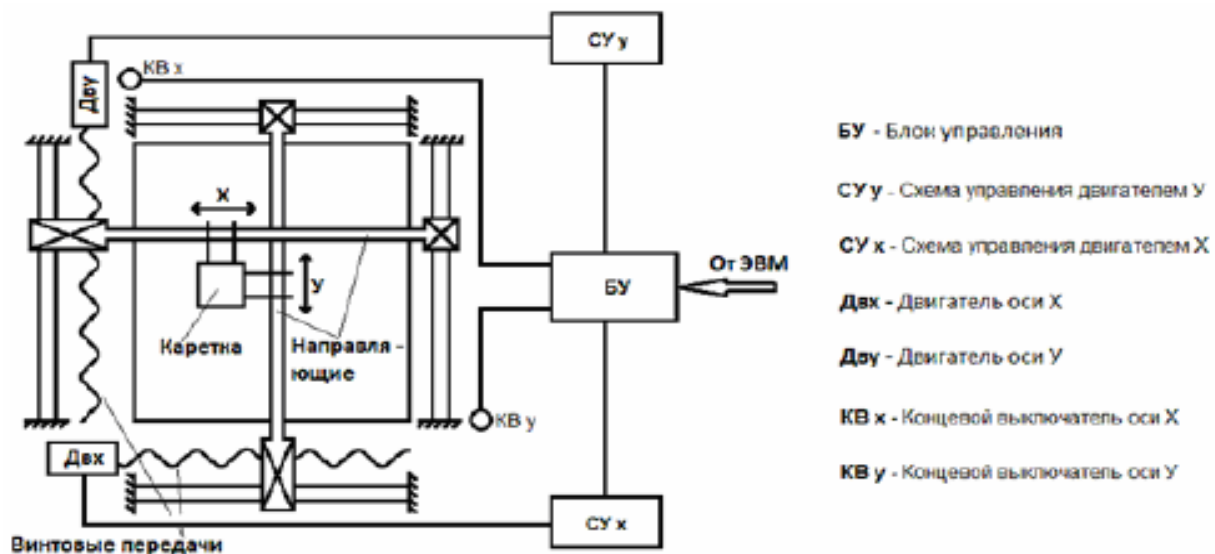 СУ у
Дву
КВ х
Х
У
БУ
От ЭВМ
Каретка
Направля -
ющие
КВ у
Двх
СУ х
Винтовые передачи
БУ - Блок управления
СУ у - Схема управления двигателем У
СУ х - Схема управления двигателем Х
Двх - Двигатель оси Х
Дву - Двигатель оси У
КВ х - Концевой выключатель оси Х
КВ у - Концевой выключатель оси У